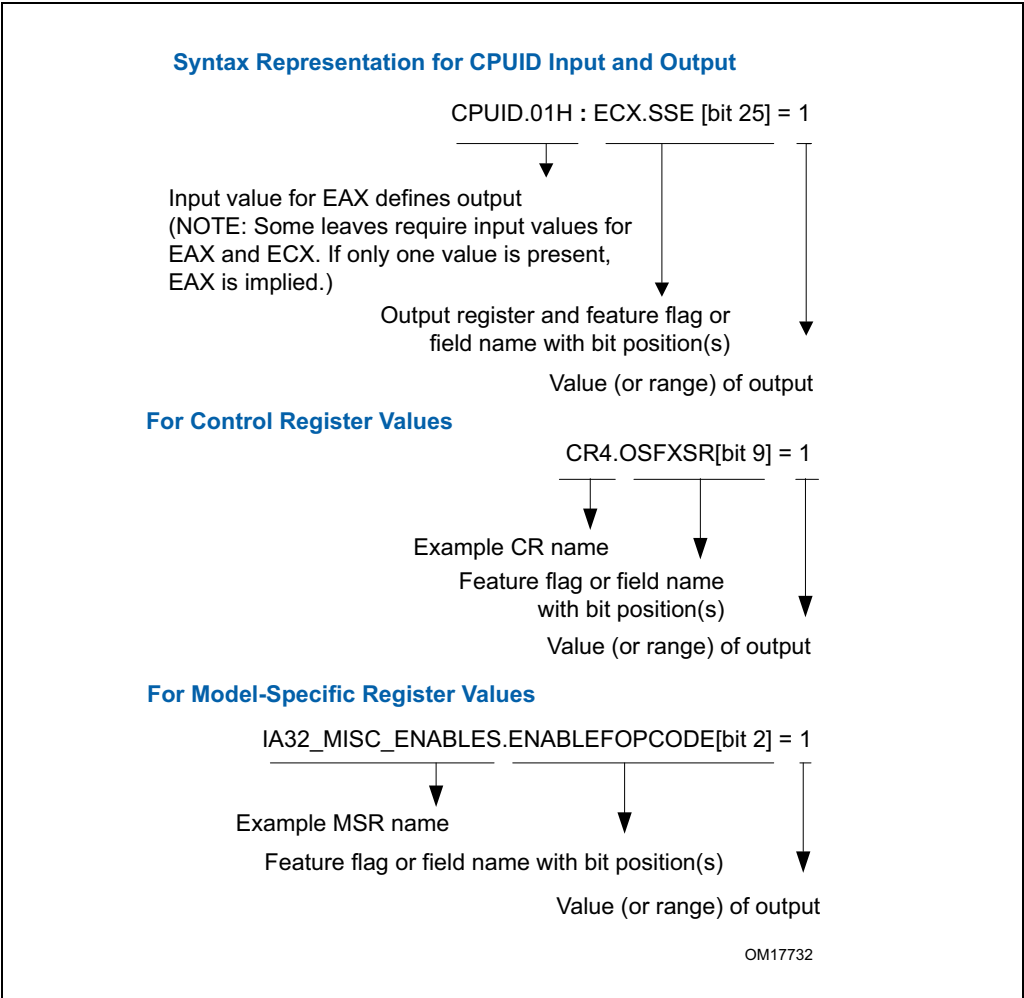 Syntax Representation for CPUID Input and Output
CPUID.01H : ECX.SSE [bit 25] = 1
Input value for EAX defines output
(NOTE: Some leaves require input values for
EAX and ECX. If only one value is present,
EAX is implied.)
Output register and feature flag or
field name with bit position(s)
Value (or range) of output
For Control Register Values
CR4.OSFXSR[bit 9] = 1
Example CR name
Feature flag or field name
with bit position(s)
Value (or range) of output
For Model-Specific Register Values
IA32_MISC_ENABLES.ENABLEFOPCODE[bit 2] = 1
Example MSR name
Feature flag or field name with bit position(s)
Value (or range) of output
OM17732